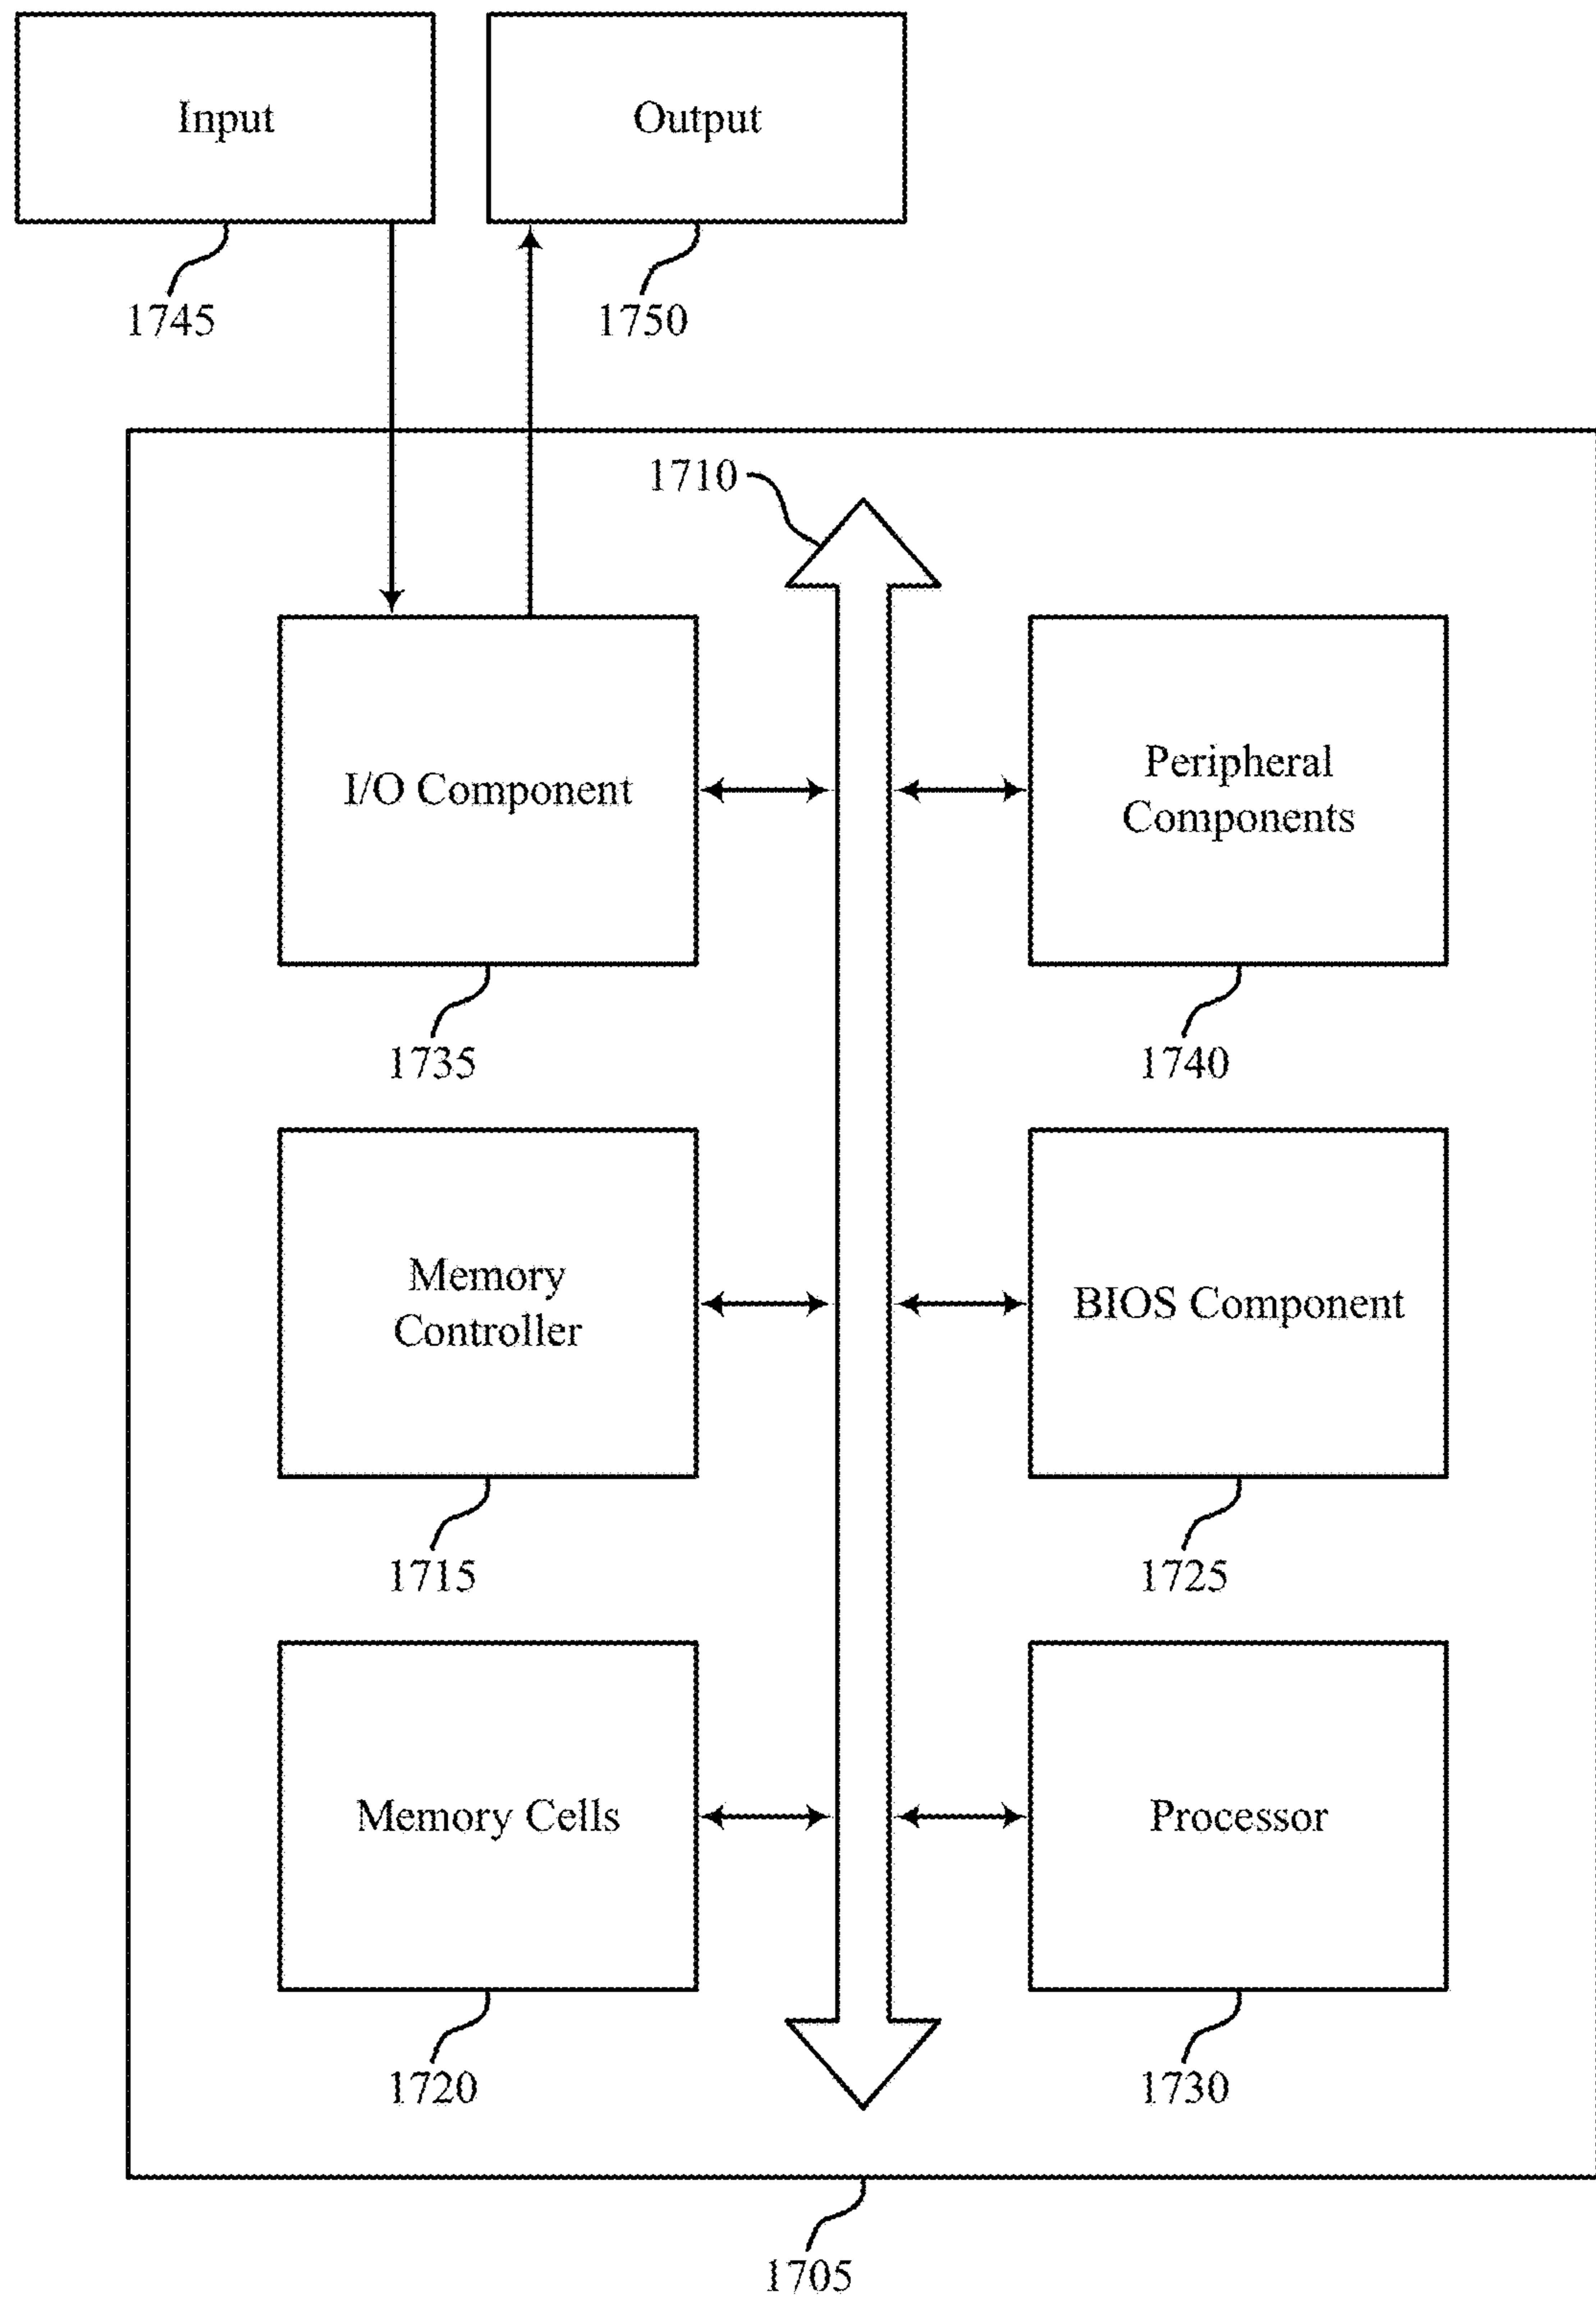 Input
Output
1745
1750
1710
I/O Component
Peripheral
Components
1735
1740
Memory
Controller
BIOS Component
1715
1725
Memory Cells
Processor
1720
1730
1705